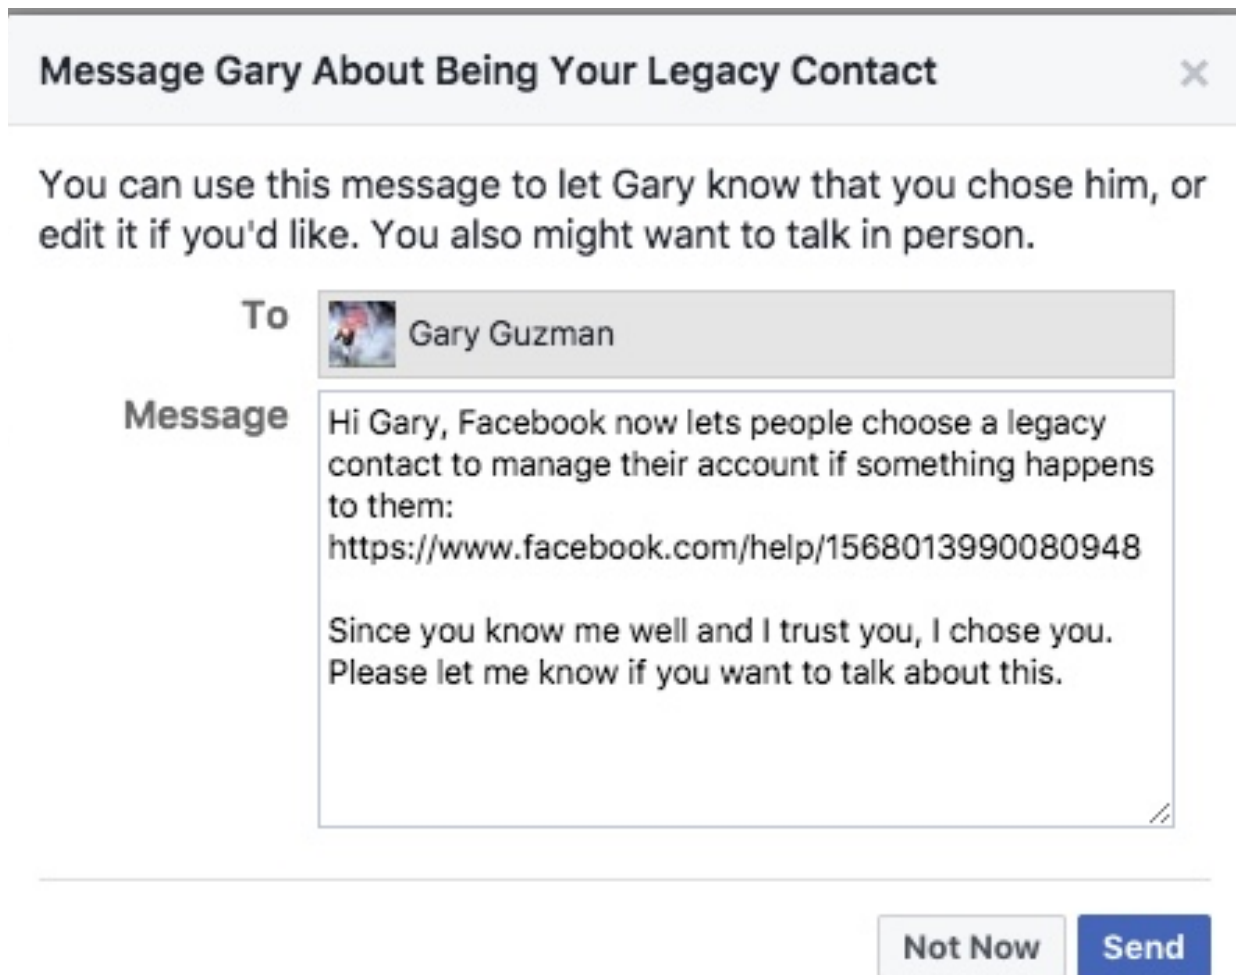 Message Gary About Being Your Legacy Contact
You can use this message to let Gary know that you chose him, or
edit it if you'd like. You also might want to talk in person.
To
Gary Guzman
Message
Hi Gary, Facebook now lets people choose a legacy
contact to manage their account if something happens
to them:
https://www.facebook.com/help/1568013990080948
Since you know me well and I trust you, I chose you.
Please let me know if you want to talk about this.
Not Now
Send